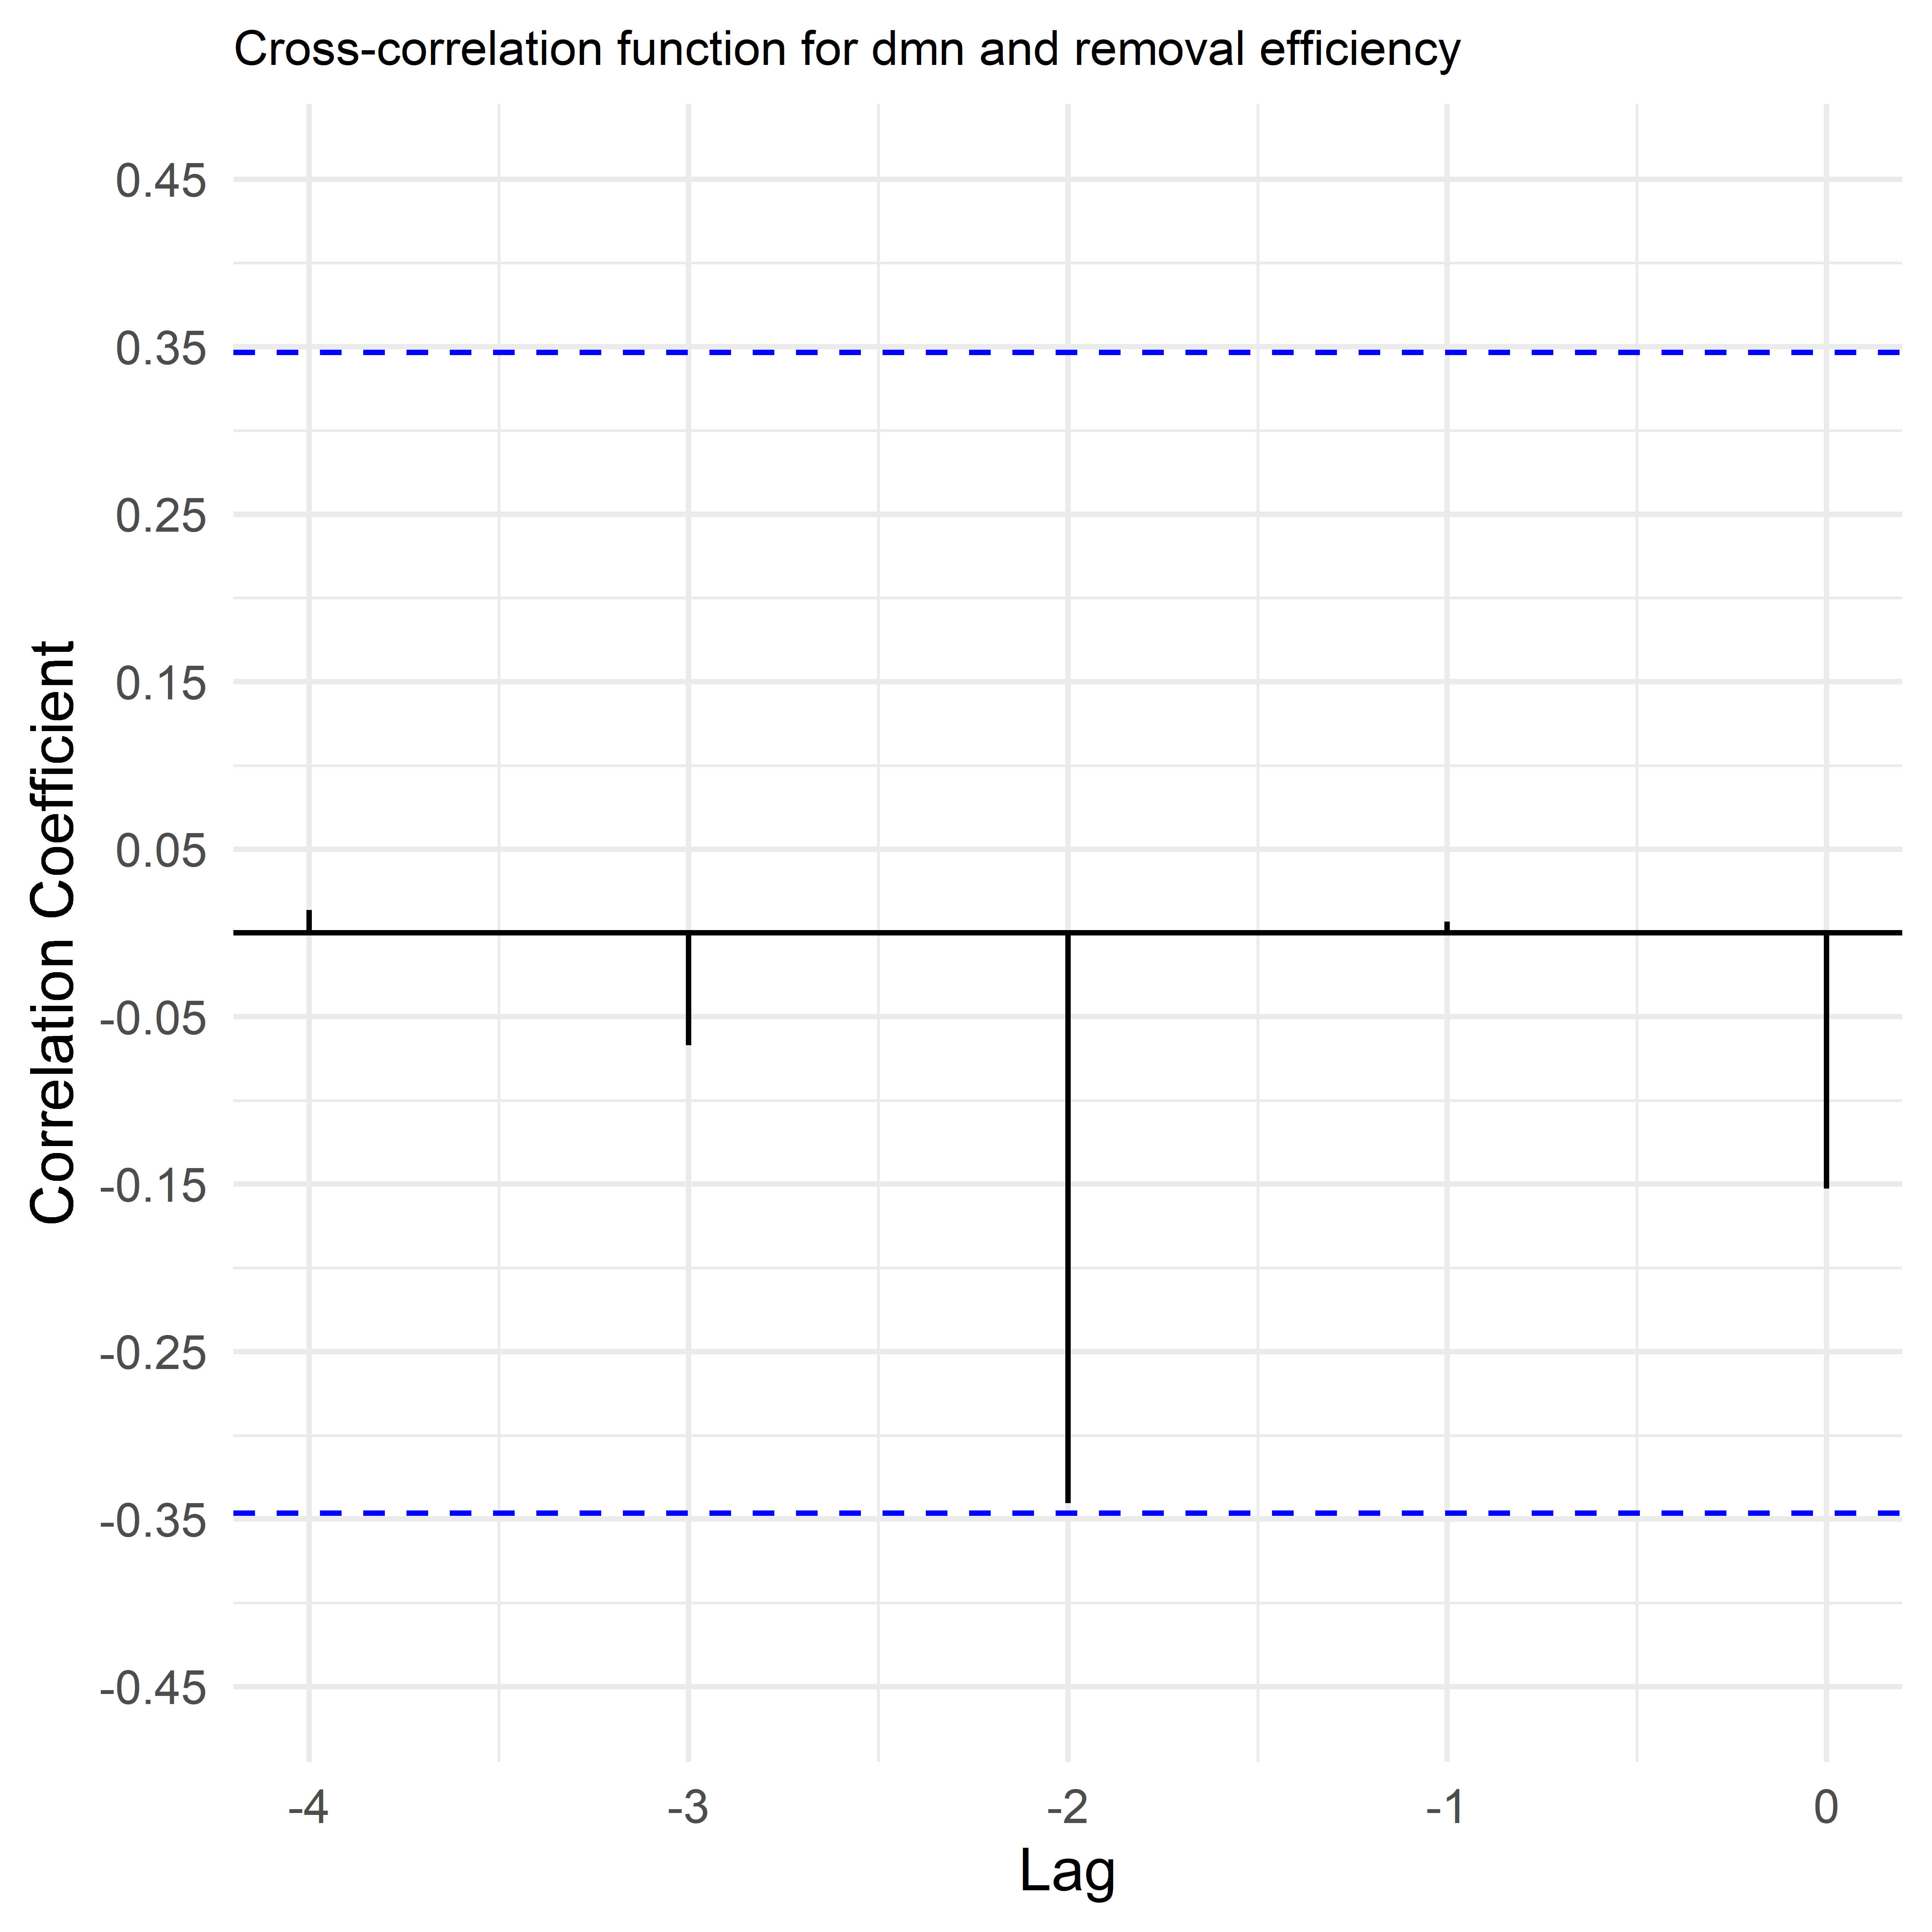 Cross-correlation function for dmn and removal efficiency
Correlation Coefficient
0.45
0.35
0.25
0.15
0.05
-0.05
-0.15
-0.25
-0.35
-0.45
-4 -3 -2 -1 0
Lag